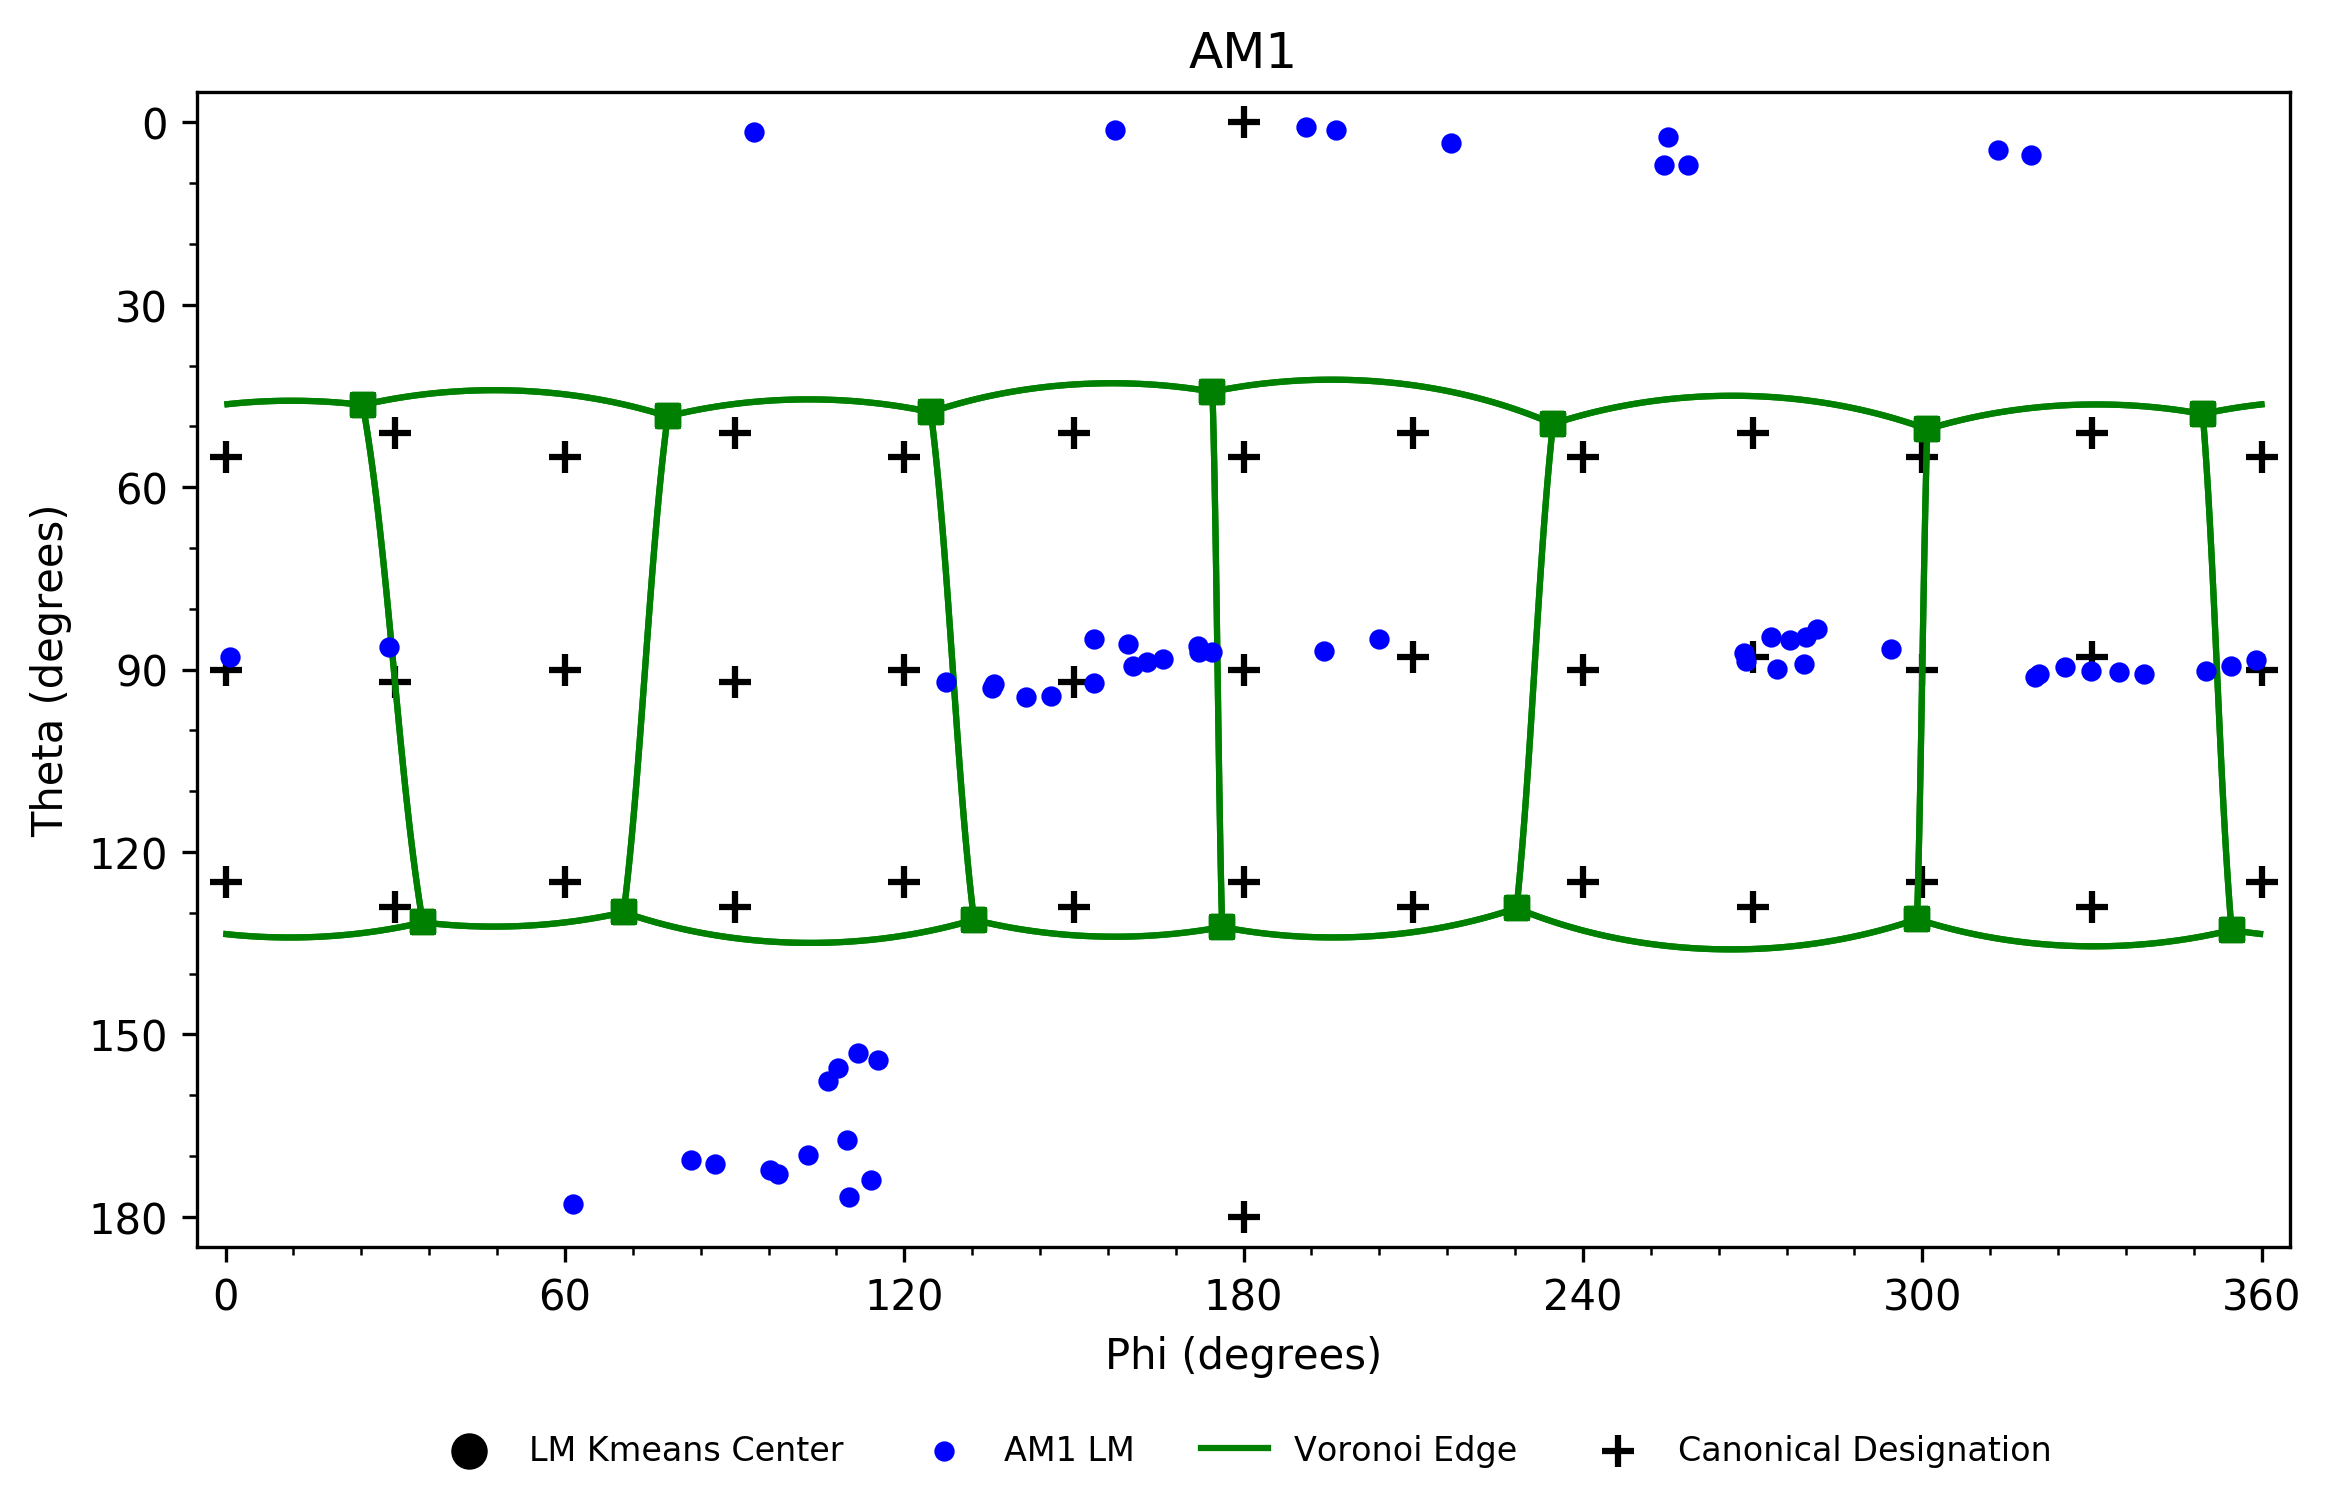 AM1
0
30
60
90
120
150
180
Theta (degrees)
0 60 120 180 240 300 360
Phi (degrees)
LM Kmeans Center AM1 LM Voronoi Edge Canonical Designation